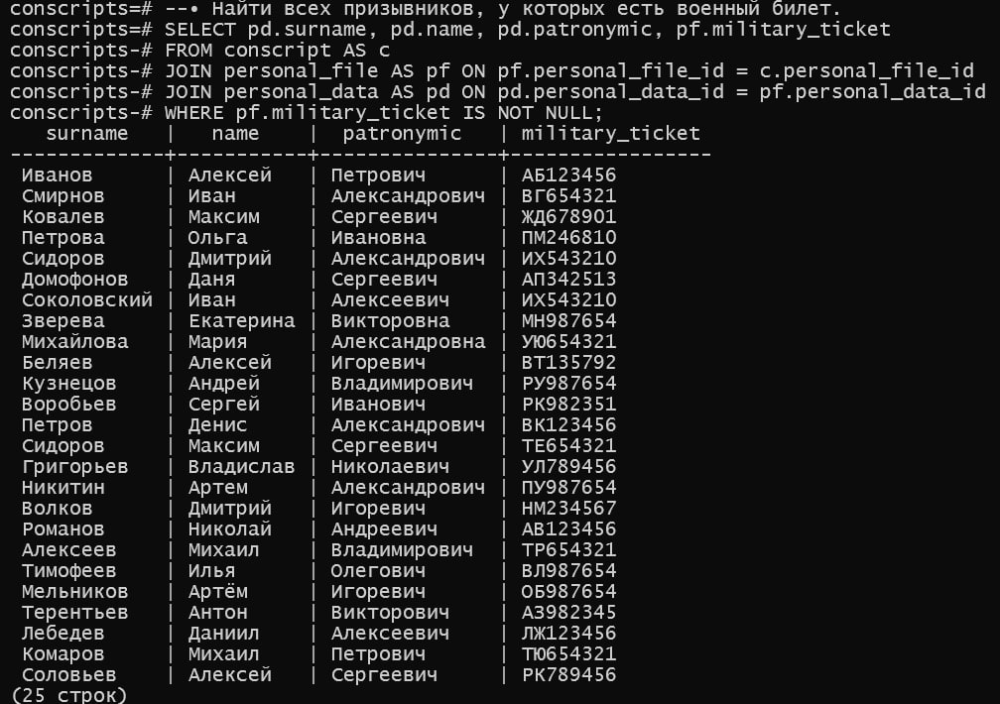 conscripts=# --• Найти всех призывников, у которых есть военный билет.
conscripts=# SELECT pd.surname, pd.name, pd.patronymic, pf.military_ticket
conscripts-# FROM conscript AS c
conscripts-# JOIN personal_file AS pf ON pf.personal_file_id = c.personal_file_id
conscripts-# JOIN personal_data AS pd ON pd.personal_data_id = pf.personal_data_id
conscripts-# WHERE pf.military_ticket IS NOT NULL;
surname | name | patronymic | military_ticket
-------------+-----------+---------------+-----------------
Иванов | Алексей | Петрович | АБ123456
Смирнов | Иван | Александрович | ВГ654321
Ковалев | Максим | Сергеевич | ЖД678901
Петрова | Ольга | Ивановна | ПМ246810
Сидоров | Дмитрий | Александрович | ИХ543210
Домофонов | Даня | Сергеевич | АП342513
Соколовский | Иван | Алексеевич | ИХ543210
Зверева | Екатерина | Викторовна | МН987654
Михайлова | Мария | Александровна | УЮ654321
Беляев | Алексей | Игоревич | ВТ135792
Кузнецов | Андрей | Владимирович | РУ987654
Воробьев | Сергей | Иванович | РК982351
Петров | Денис | Александрович | ВК123456
Сидоров | Максим | Сергеевич | ТЕ654321
Григорьев | Владислав | Николаевич | УЛ789456
Никитин | Артем | Александрович | ПУ987654
Волков | Дмитрий | Игоревич | НМ234567
Романов | Николай | Андреевич | АВ123456
Алексеев | Михаил | Владимирович | ТР654321
Тимофеев | Илья | Олегович | ВЛ987654
Мельников | Артём | Игоревич | ОБ987654
Терентьев | Антон | Викторович | АЗ982345
Лебедев | Даниил | Алексеевич | ЛЖ123456
Комаров | Михаил | Петрович | ТЮ654321
Соловьев | Алексей | Сергеевич | РК789456
(25 строк)